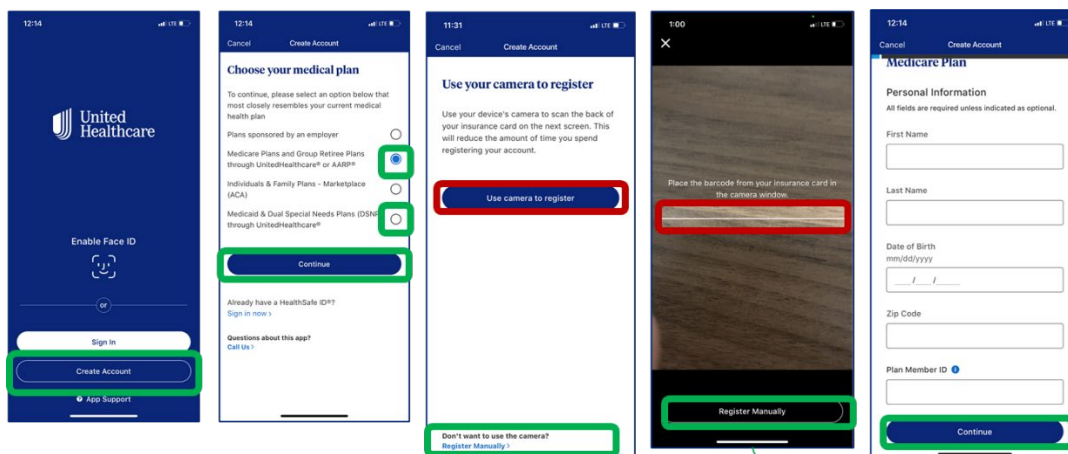 12:14
LTE
United
Healthcare
Enable Face ID
or
Sign In
Create Account
App Support
12:14
LTE
Cancel
Create Account
Choose your medical plan
To continue, please select an option below that
most closely resembles your current medical
health plan
Plans sponsored by an employer
Medicare Plans and Group Retiree Plans
through UnitedHealthcare® or AARP®
Individuals & Family Plans - Marketplace
(ACA)
Medicaid & Dual Special Needs Plans (DSNP
through UnitedHealthcare®
Continue
Already have a HealthSafe ID®?
Sign in now >
Questions about this app?
Call Us >
11:31
LTE
Cancel
Create Account
Use your camera to register
Use your device's camera to scan the back of
your insurance card on the next screen. This
will reduce the amount of time you spend
registering your account.
Use camera to register
Don't want to use the camera?
Register Manually >
1:00
LTE
Place the barcode from your insurance card in
the camera window.
Register Manually
12:14
LTE
Cancel
Create Account
Medicare Plan
Personal Information
All fields are required unless indicated as optional.
First Name
Last Name
Date of Birth
mm/dd/yyyy
__/__/____
Zip Code
Plan Member ID
Continue